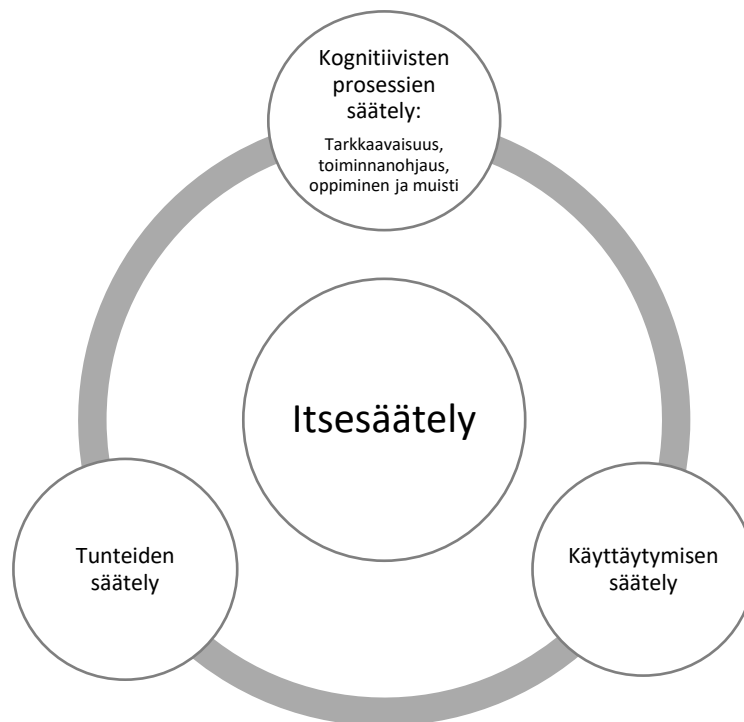 Kognitiivisten
prosessien
säätely:
Tarkkaavaisuus,
toiminnanohjaus,
oppiminen ja muisti
Itsesäätely
Tunteiden
säätely
Käyttäytymisen
säätely